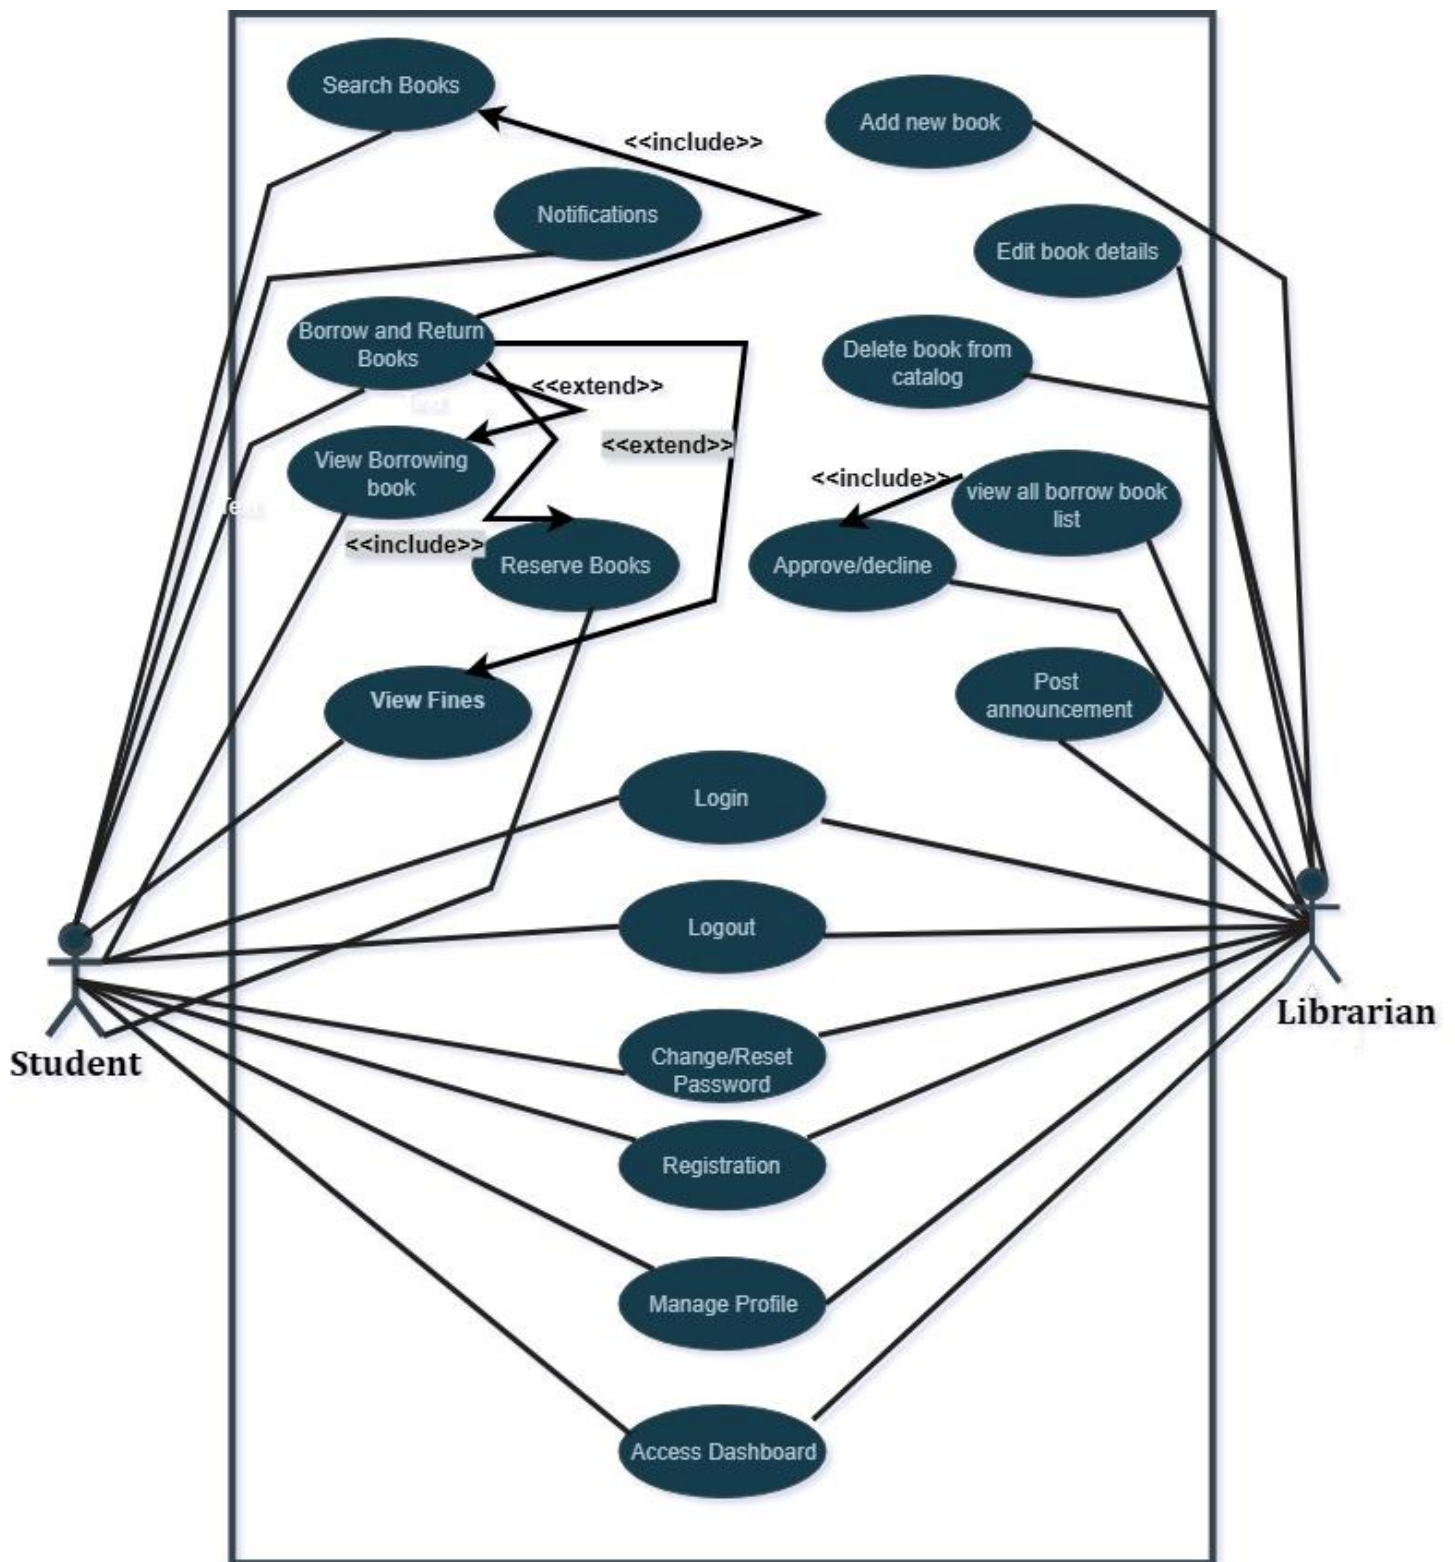 Search Books
<<include>>
Add new book
Notifications
Edit book details
Borrow and Return
Books
<<extend>>
Delete book from
catalog
Text
<<extend>>
View Borrowing
book
<<include>>
view all borrow book
list
Text
<<include>>
Reserve Books
Approve/decline
View Fines
Post
announcement
Login
Logout
Librarian
Student
Change/Reset
Password
Registration
Manage Profile
Access Dashboard